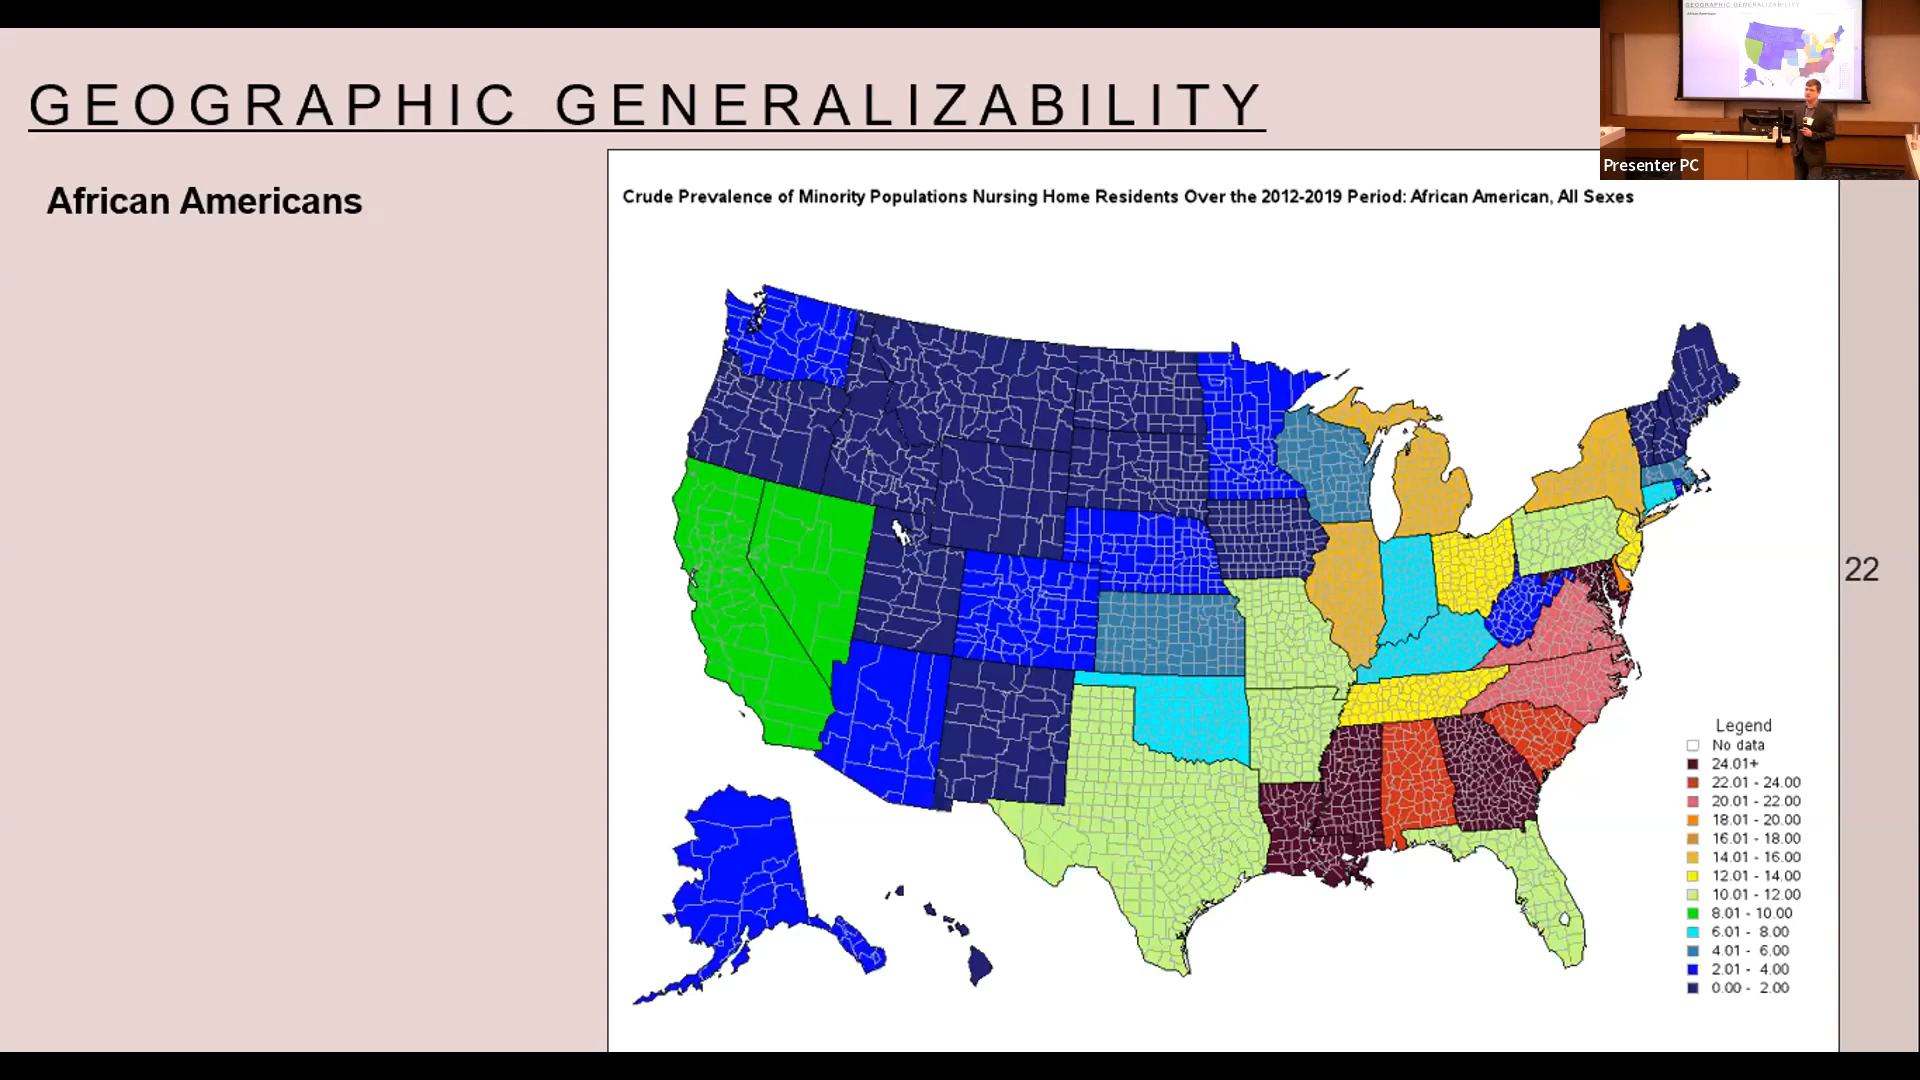 GEOGRAPHIC GENERALIZABILITY
African Americans
Crude Prevalence of Minority Populations Nursing Home Residents Over the 2012-2019 Period: African American, All Sexes
Legend
No data
24.01+
22.01 - 24.00
20.01 - 22.00
18.01 - 20.00
16.01 - 18.00
14.01 - 16.00
12.01 - 14.00
10.01 - 12.00
8.01 - 10.00
6.01 - 8.00
4.01 - 6.00
2.01 - 4.00
0.00 - 2.00
22
GEOGRAPHIC GENERALIZABILITY
Presenter PC